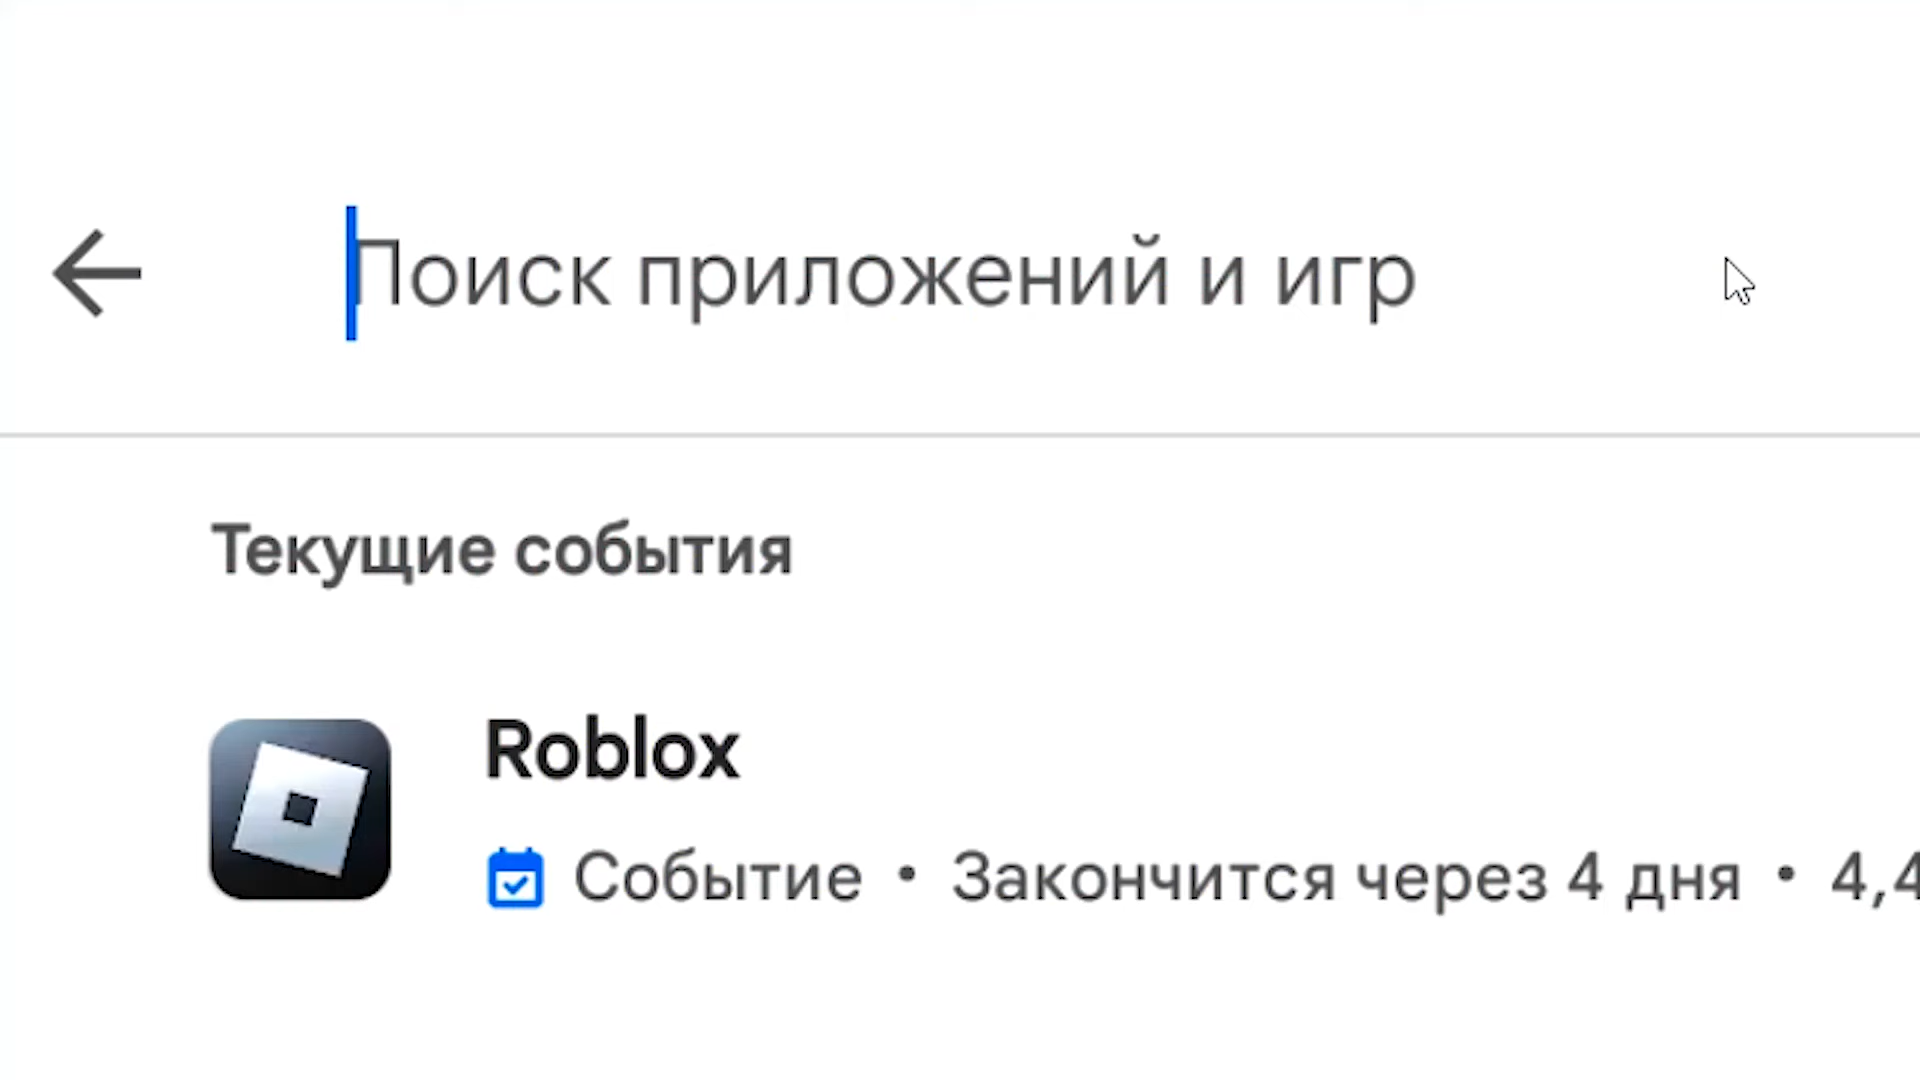 Поиск приложений и игр
Текущие события
Roblox
Событие • Закончится через 4 дня • 4,4